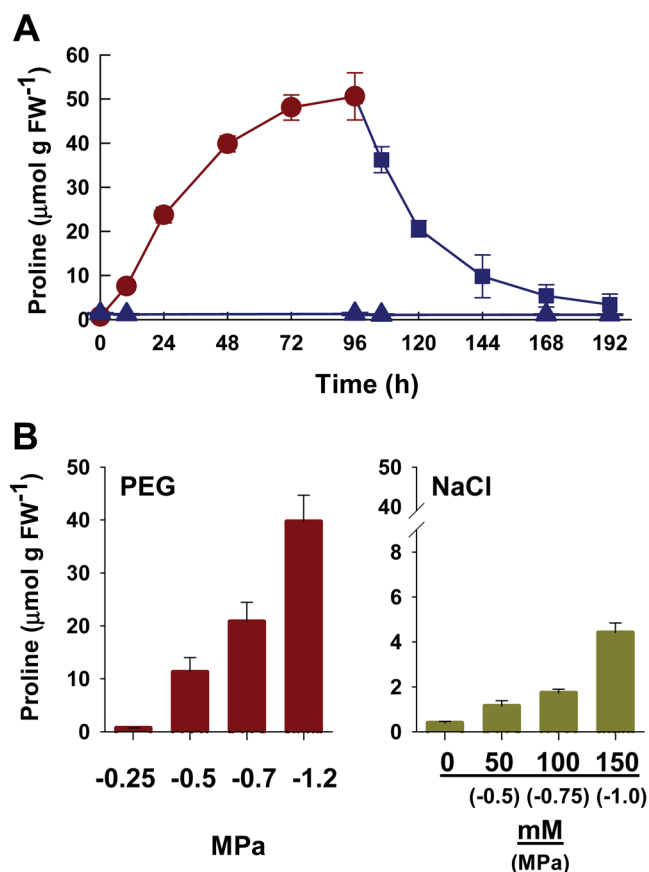 A
60
50
40
30
20
10
0
Proline (μmol g FW⁻¹)
0 24 48 72 96 120 144 168 192
Time (h)
B
50
40
30
20
10
0
Proline (μmol g FW⁻¹)
PEG
-0.25 -0.5 -0.7 -1.2
MPa
50
40
8
6
4
2
0
NaCl
0 50 100 150
(-0.5) (-0.75) (-1.0)
mM
(MPa)